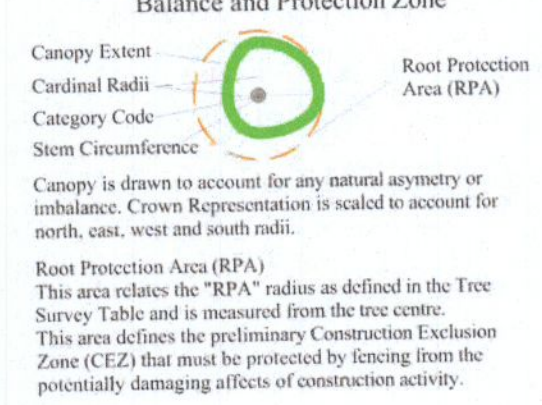 Balance and Protection Zone
Canopy Extent
Cardinal Radii
Category Code
Stem Circumference
Root Protection
Area (RPA)
Canopy is drawn to account for any natural asymetry or
imbalance. Crown Representation is scaled to account for
north, east, west and south radii.
Root Protection Area (RPA)
This area relates the "RPA" radius as defined in the Tree
Survey Table and is measured from the tree centre.
This area defines the preliminary Construction Exclusion
Zone (CEZ) that must be protected by fencing from the
potentially damaging affects of construction activity.